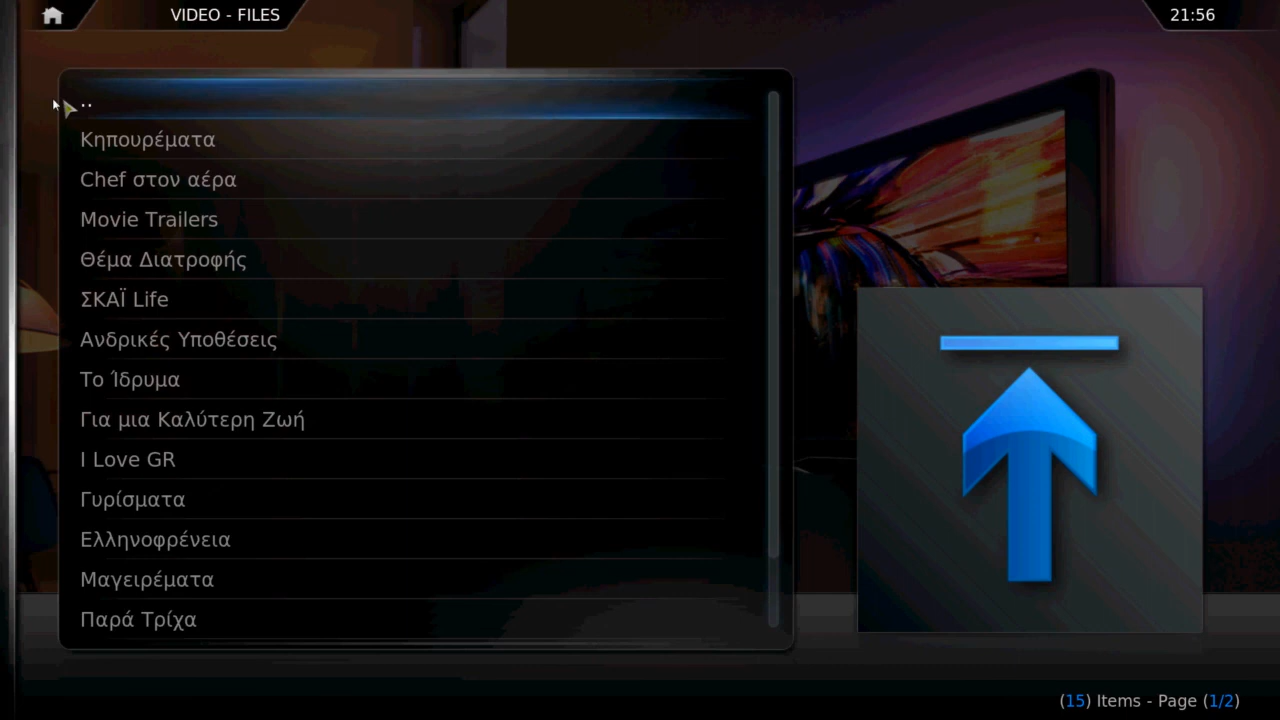 VIDEO - FILES
21:56
..
Κηπουρέματα
Chef στον αέρα
Movie Trailers
Θέμα Διατροφής
ΣΚΑΪ Life
Ανδρικές Υποθέσεις
Το Ίδρυμα
Για μια Καλύτερη Ζωή
I Love GR
Γυρίσματα
Ελληνοφρένεια
Μαγειρέματα
Παρά Τρίχα
(15) Items - Page (1/2)